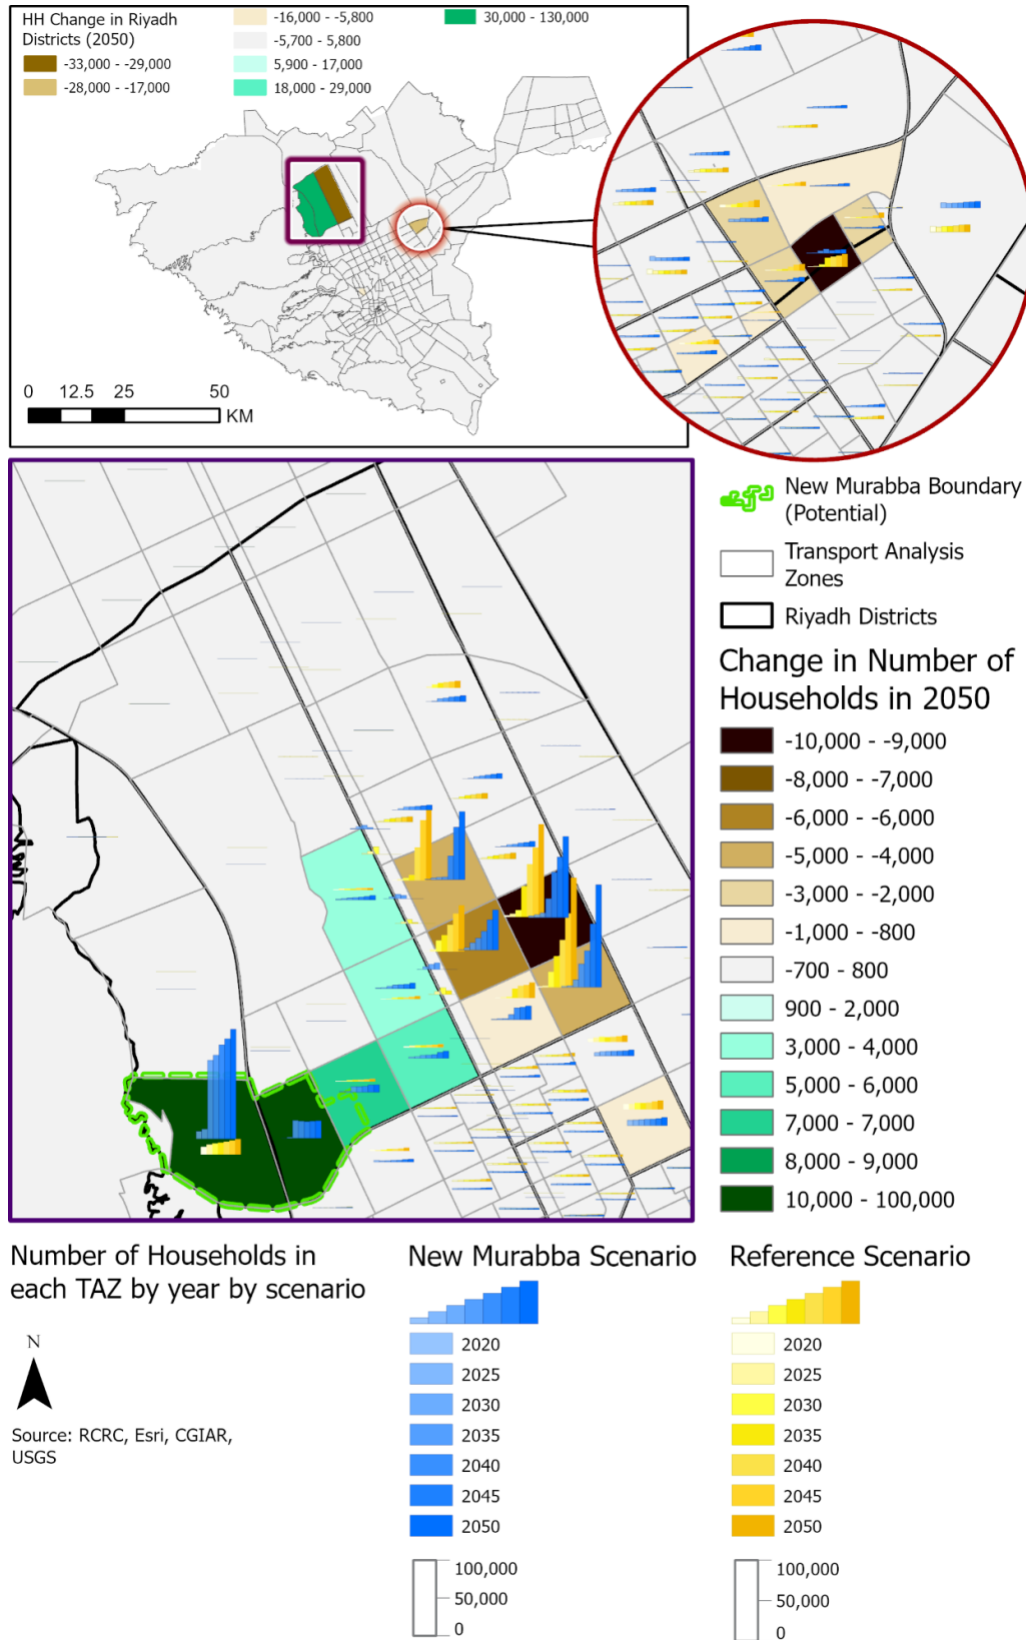 HH Change in Riyadh
Districts (2050)
-33,000 - -29,000
-28,000 - -17,000
-16,000 - -5,800
-5,700 - 5,800
5,900 - 17,000
18,000 - 29,000
30,000 - 130,000
0 12.5 25 50
KM
New Murabba Boundary
(Potential)
Transport Analysis
Zones
Riyadh Districts
Change in Number of
Households in 2050
-10,000 - -9,000
-8,000 - -7,000
-6,000 - -6,000
-5,000 - -4,000
-3,000 - -2,000
-1,000 - -800
-700 - 800
900 - 2,000
3,000 - 4,000
5,000 - 6,000
7,000 - 7,000
8,000 - 9,000
10,000 - 100,000
Number of Households in
each TAZ by year by scenario
N
Source: RCRC, Esri, CGIAR,
USGS
New Murabba Scenario
2020
2025
2030
2035
2040
2045
2050
100,000
50,000
0
Reference Scenario
2020
2025
2030
2035
2040
2045
2050
100,000
50,000
0